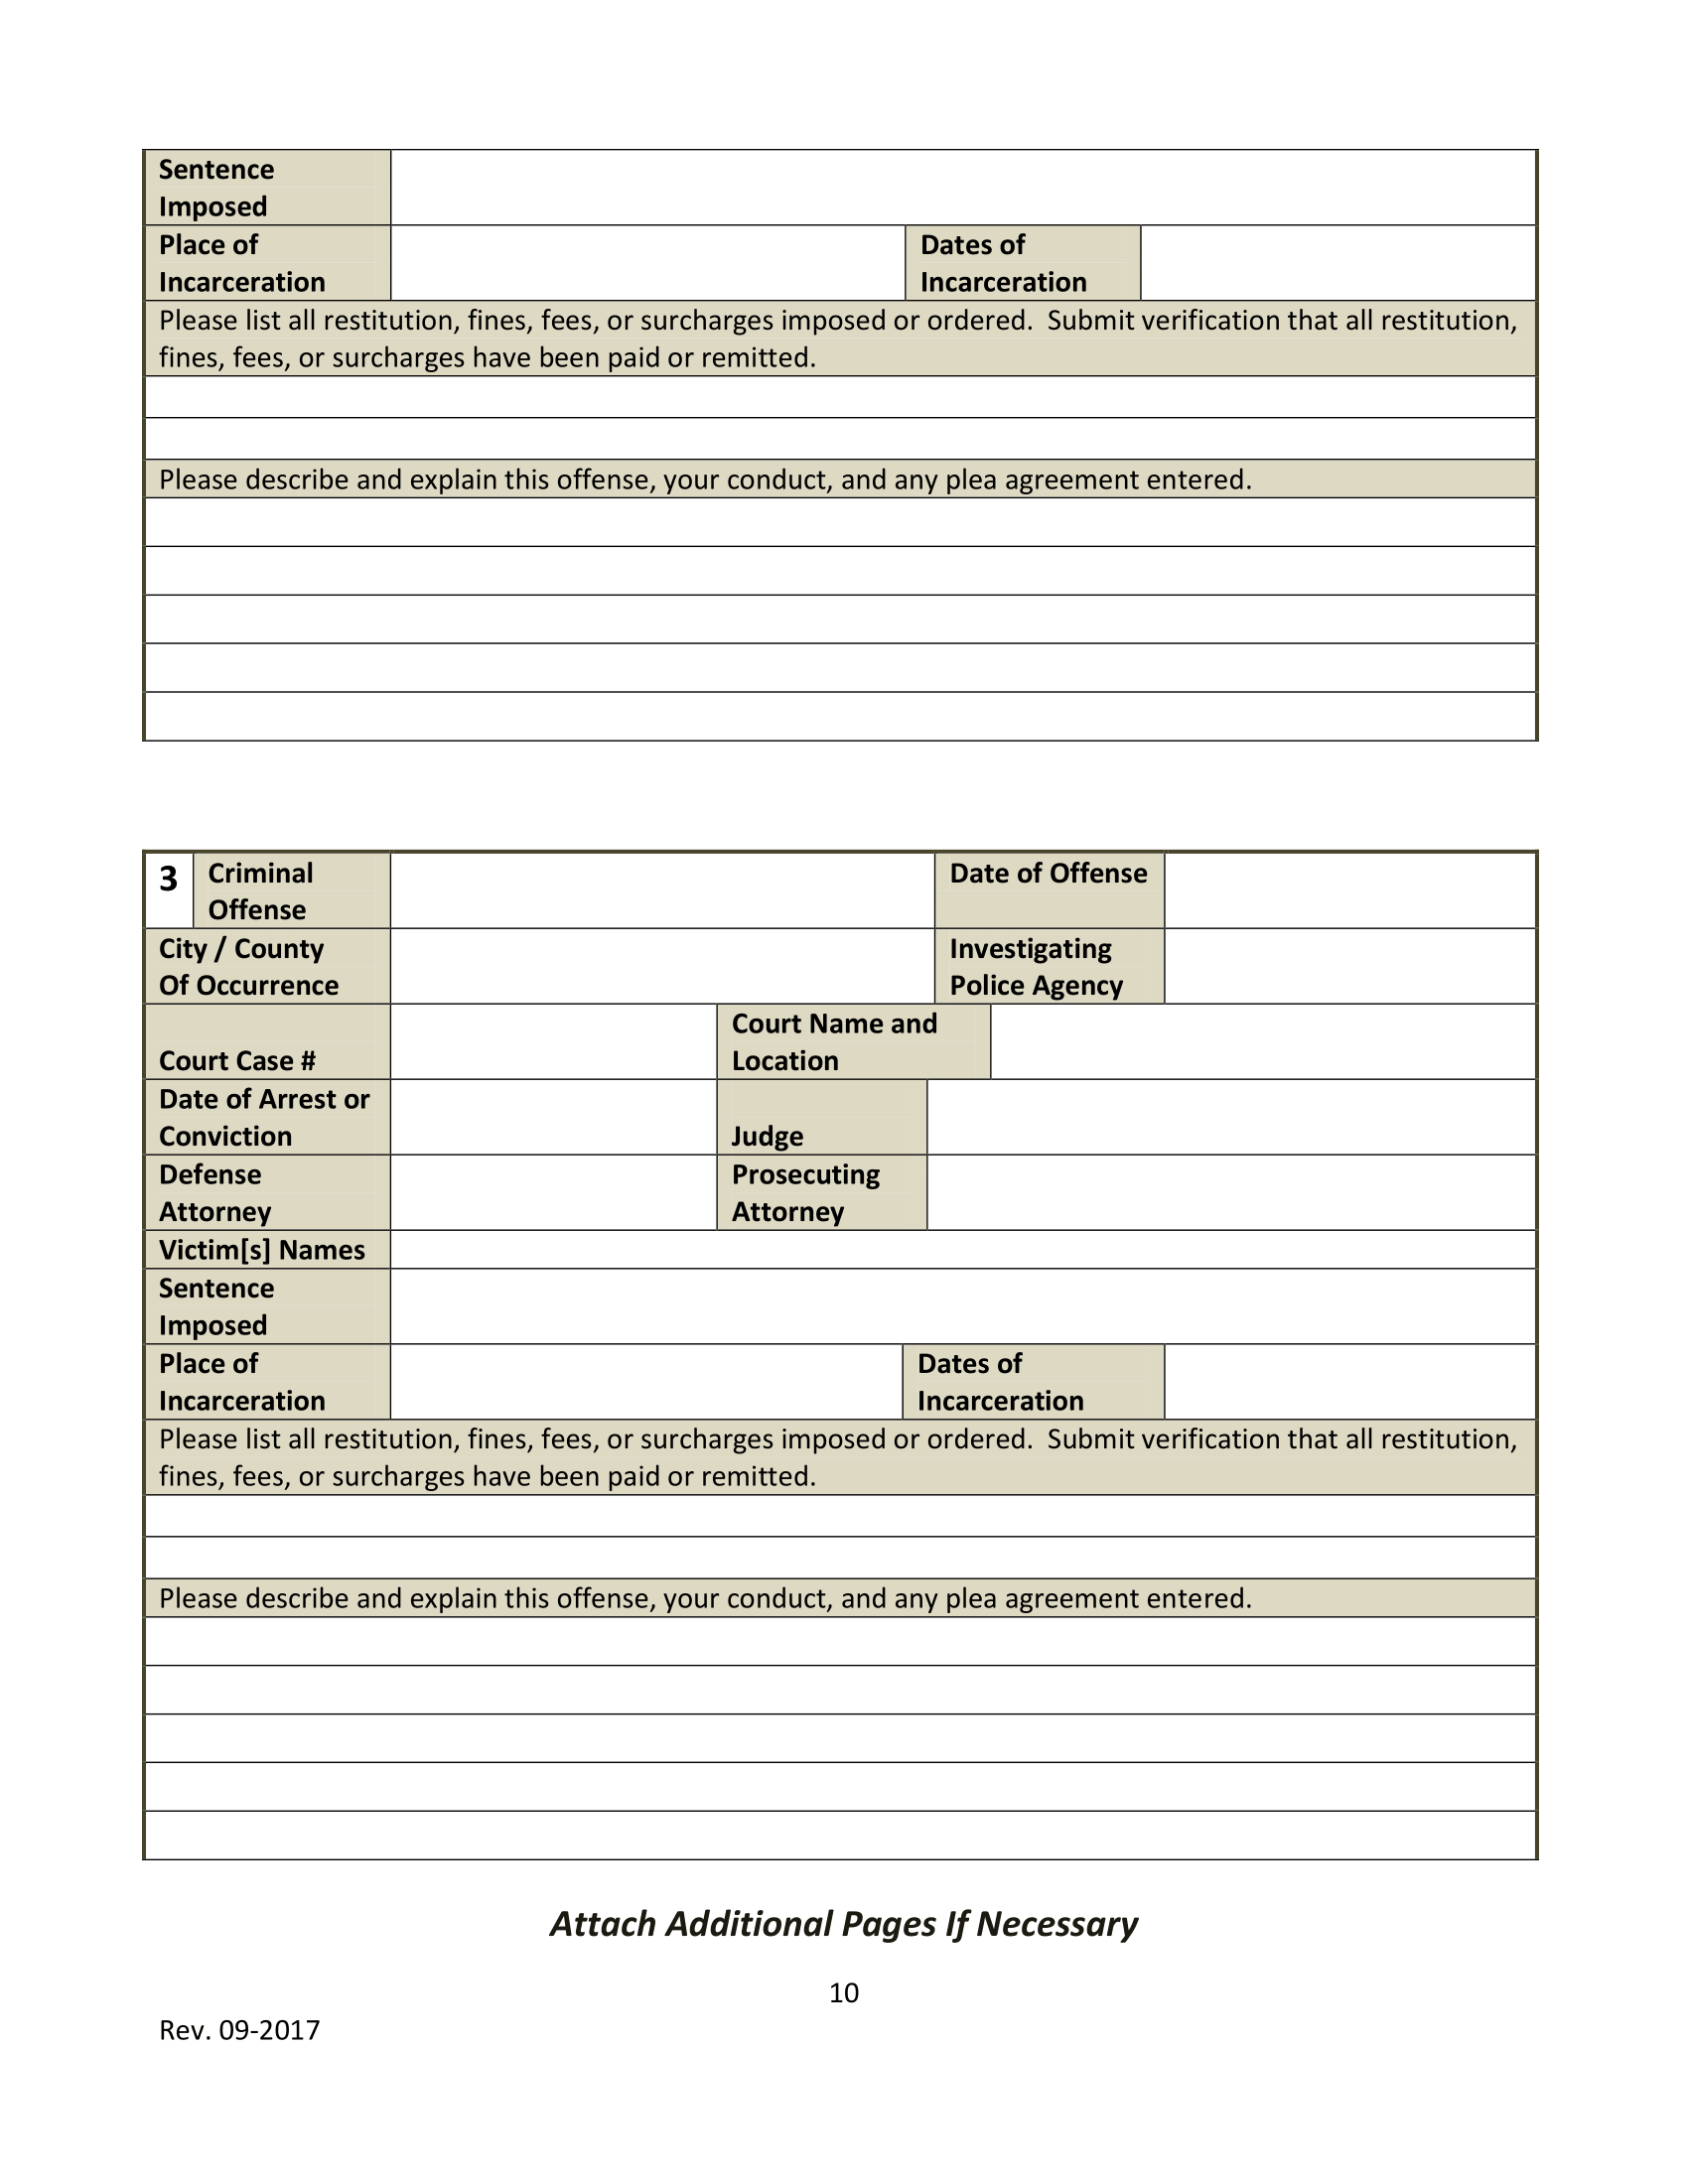 Sentence
Imposed
Place of
Incarceration
Dates of
Incarceration
Please list all restitution, fines, fees, or surcharges imposed or ordered.  Submit verification that all restitution,
fines, fees, or surcharges have been paid or remitted.
Please describe and explain this offense, your conduct, and any plea agreement entered.
3
Criminal
Offense
Date of Offense
City / County
Of Occurrence
Investigating
Police Agency
Court Case #
Court Name and
Location
Date of Arrest or
Conviction
Judge
Defense
Attorney
Prosecuting
Attorney
Victim[s] Names
Sentence
Imposed
Place of
Incarceration
Dates of
Incarceration
Please list all restitution, fines, fees, or surcharges imposed or ordered.  Submit verification that all restitution,
fines, fees, or surcharges have been paid or remitted.
Please describe and explain this offense, your conduct, and any plea agreement entered.
Attach Additional Pages If Necessary
10
Rev. 09-2017